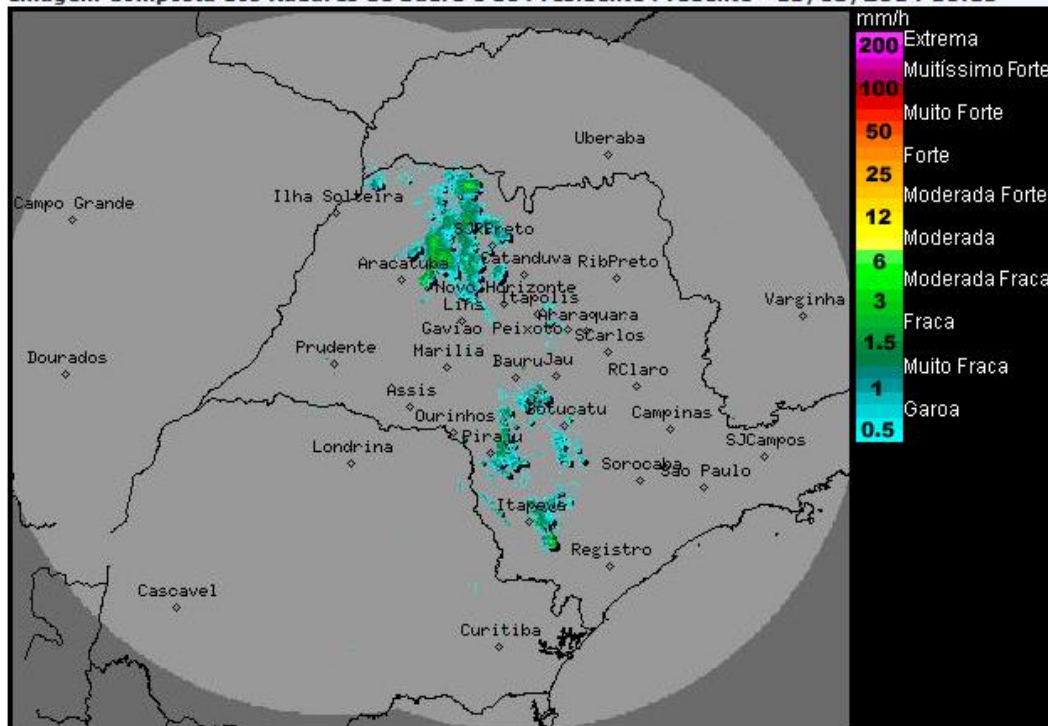 mm/h
200 Extrema
Muitíssimo Forte
100
Muito Forte
50
Forte
25
Moderada Forte
12
Moderada
6
Moderada Fraca
3
Fraca
1.5
Muito Fraca
1
Garoa
0.5
Uberaba
Ilha Solteira
Campo Grande
SJRPreto
Aracatuba
Catanduva
RibPreto
Novo Horizonte
Lins
Itapolis
Araraquara
Varginha
Gaviao Peixoto
SCarlos
Prudente
Marilia
Bauru
Jau
Dourados
RClaro
Assis
Ourinhos
Botucatu
Campinas
Piraju
SJCampos
Londrina
Sorocaba
Sao Paulo
Itapeva
Registro
Cascavel
Curitiba